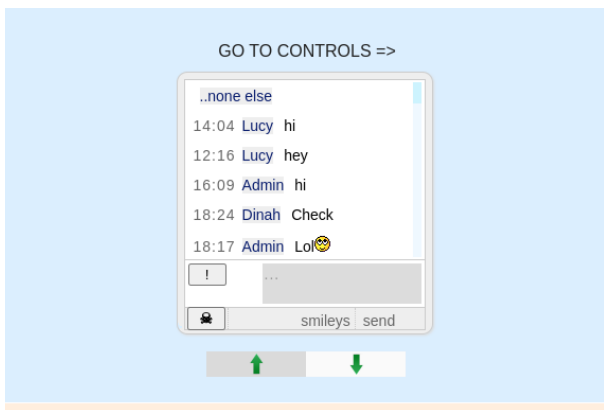 GO TO CONTROLS =>
..none else
14:04 Lucy hi
12:16 Lucy hey
16:09 Admin hi
18:24 Dinah Check
18:17 Admin Lol
!
...
smileys send